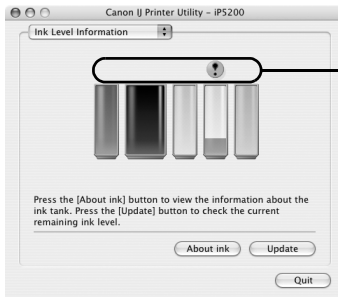 Canon IJ Printer Utility – iP5200
Ink Level Information
!
Press the [About ink] button to view the information about the
ink tank. Press the [Update] button to check the current
remaining ink level.
About ink
Update
Quit